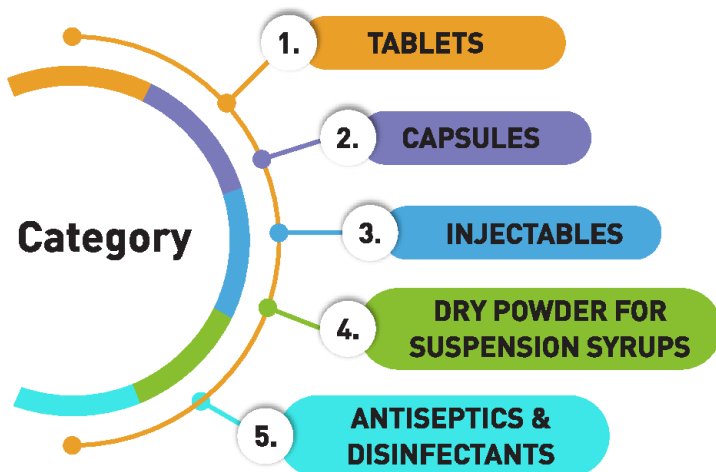 Category
1. TABLETS
2. CAPSULES
3. INJECTABLES
4. DRY POWDER FOR
SUSPENSION SYRUPS
5. ANTISEPTICS &
DISINFECTANTS